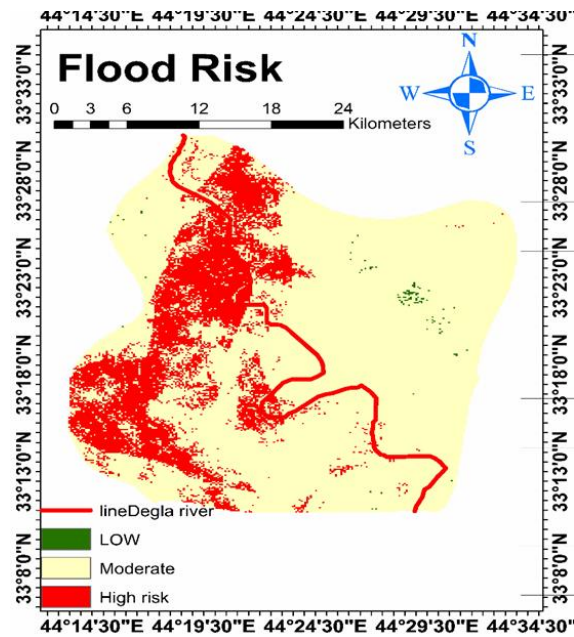 44°14'30"E 44°19'30"E 44°24'30"E 44°29'30"E 44°34'30"E
Flood Risk
N
W E
S
0 3 6 12 18 24
Kilometers
33°33'0"N 33°33'0"N
33°28'0"N 33°28'0"N
33°23'0"N 33°23'0"N
33°18'0"N 33°18'0"N
33°13'0"N 33°13'0"N
33°8'0"N 33°8'0"N
lineDegla river
LOW
Moderate
High risk
44°14'30"E 44°19'30"E 44°24'30"E 44°29'30"E 44°34'30"E